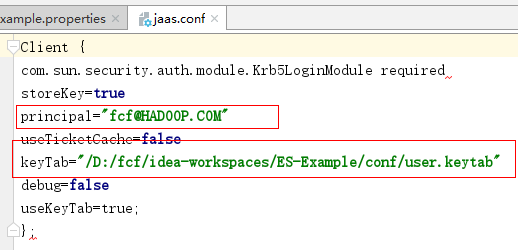 example.properties
jaas.conf
Client {
com.sun.security.auth.module.Krb5LoginModule required
storeKey=true
principal="fcf@HADOOP.COM"
useTicketCache=false
keyTab="/D:/fcf/idea-workspaces/ES-Example/conf/user.keytab"
debug=false
useKeyTab=true;
};